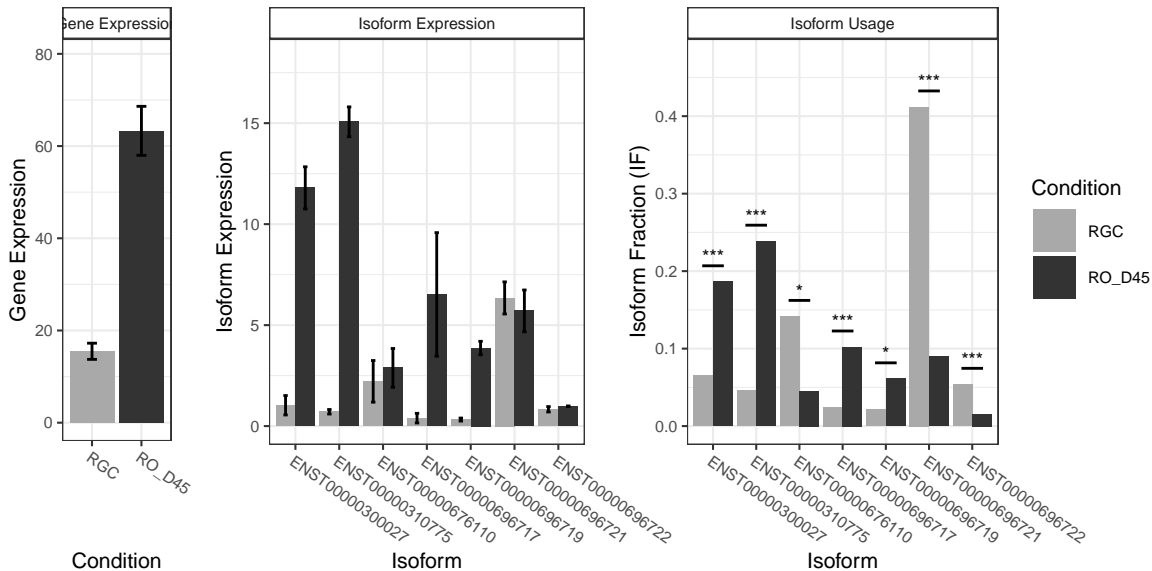 Gene Expression
Isoform Expression
Isoform Usage
Gene Expression
80
60
40
20
0
RGC
RO_D45
Condition
Isoform Expression
15
10
5
0
ENST00000300027
ENST00000310775
ENST00000676110
ENST00000696717
ENST00000696719
ENST00000696721
ENST00000696722
Isoform
Isoform Fraction (IF)
0.4
0.3
0.2
0.1
0.0
***
***
*
***
*
***
***
ENST00000300027
ENST00000310775
ENST00000676110
ENST00000696717
ENST00000696719
ENST00000696721
ENST00000696722
Isoform
Condition
RGC
RO_D45